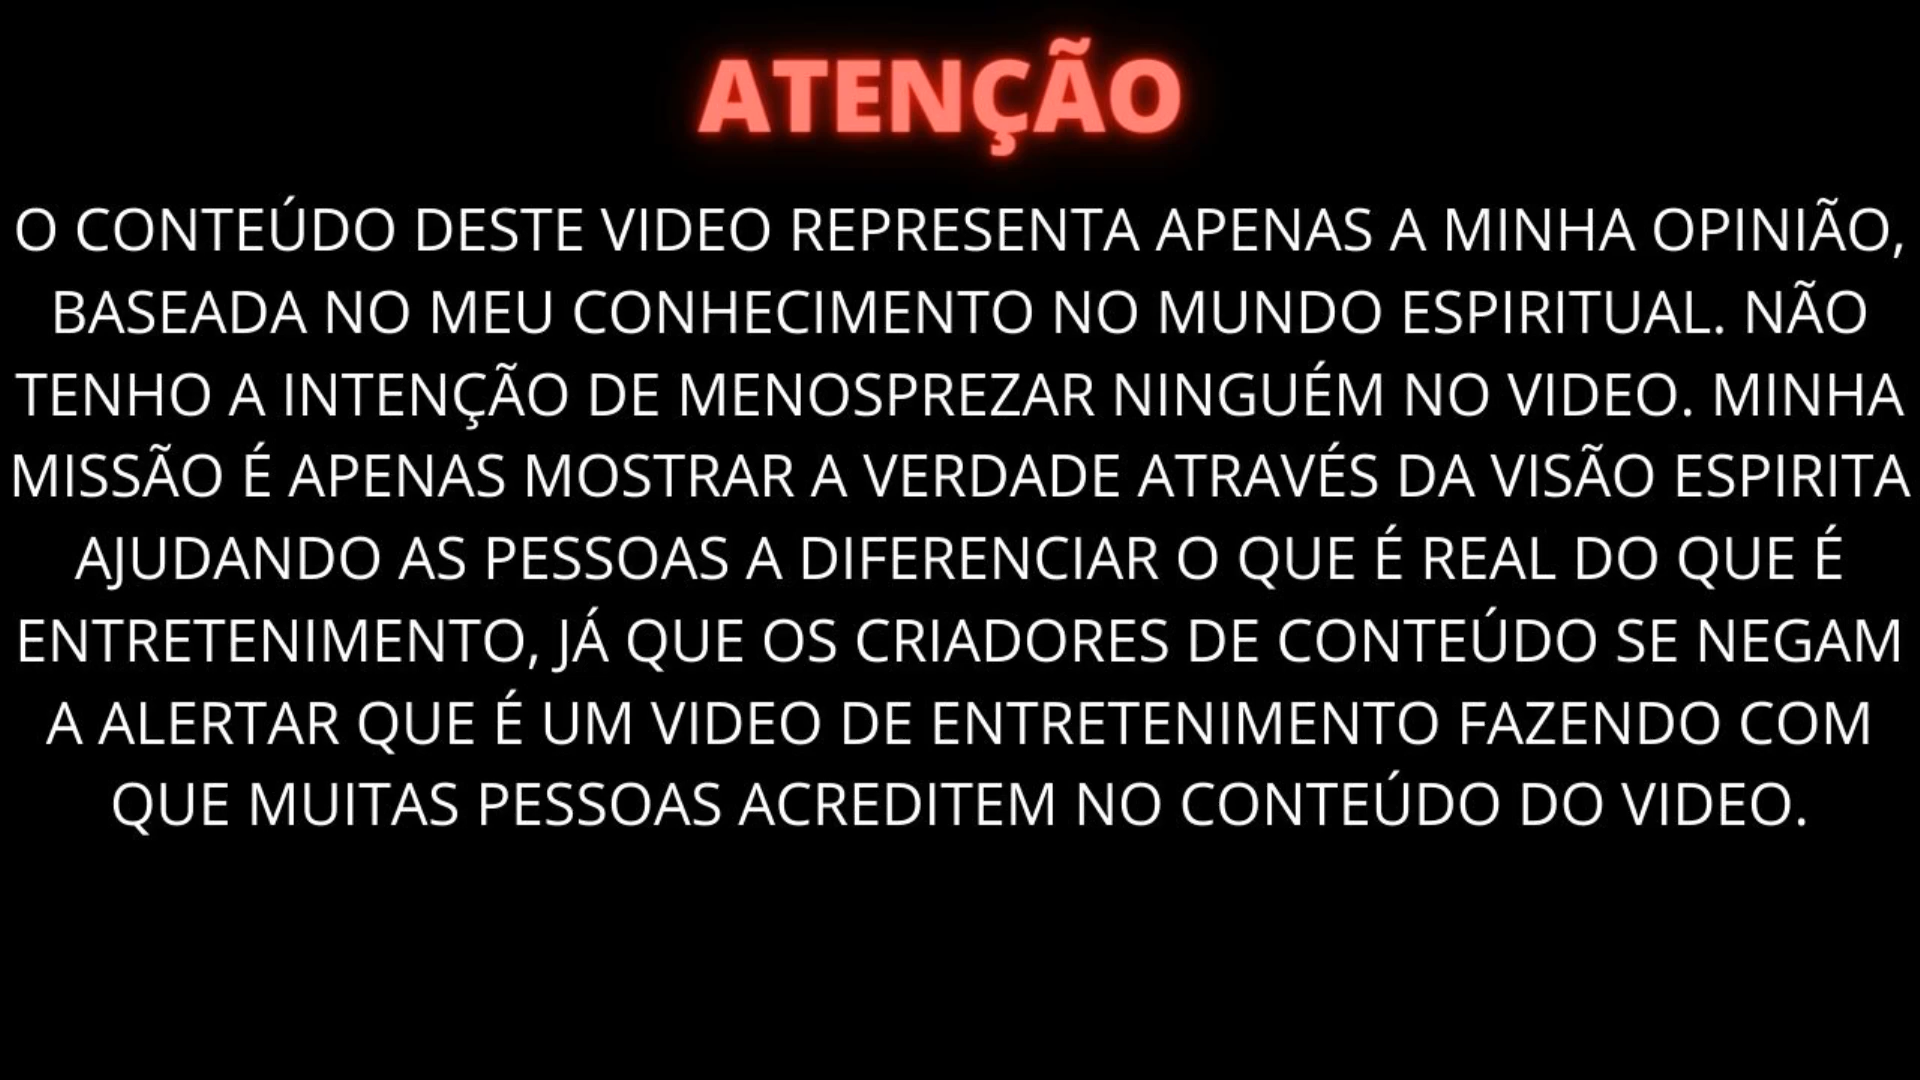 ATENÇÃO
O CONTEÚDO DESTE VIDEO REPRESENTA APENAS A MINHA OPINIÃO,
BASEADA NO MEU CONHECIMENTO NO MUNDO ESPIRITUAL. NÃO
TENHO A INTENÇÃO DE MENOSPREZAR NINGUÉM NO VIDEO. MINHA
MISSÃO É APENAS MOSTRAR A VERDADE ATRAVÉS DA VISÃO ESPIRITA
AJUDANDO AS PESSOAS A DIFERENCIAR O QUE É REAL DO QUE É
ENTRETENIMENTO, JÁ QUE OS CRIADORES DE CONTEÚDO SE NEGAM
A ALERTAR QUE É UM VIDEO DE ENTRETENIMENTO FAZENDO COM
QUE MUITAS PESSOAS ACREDITEM NO CONTEÚDO DO VIDEO.